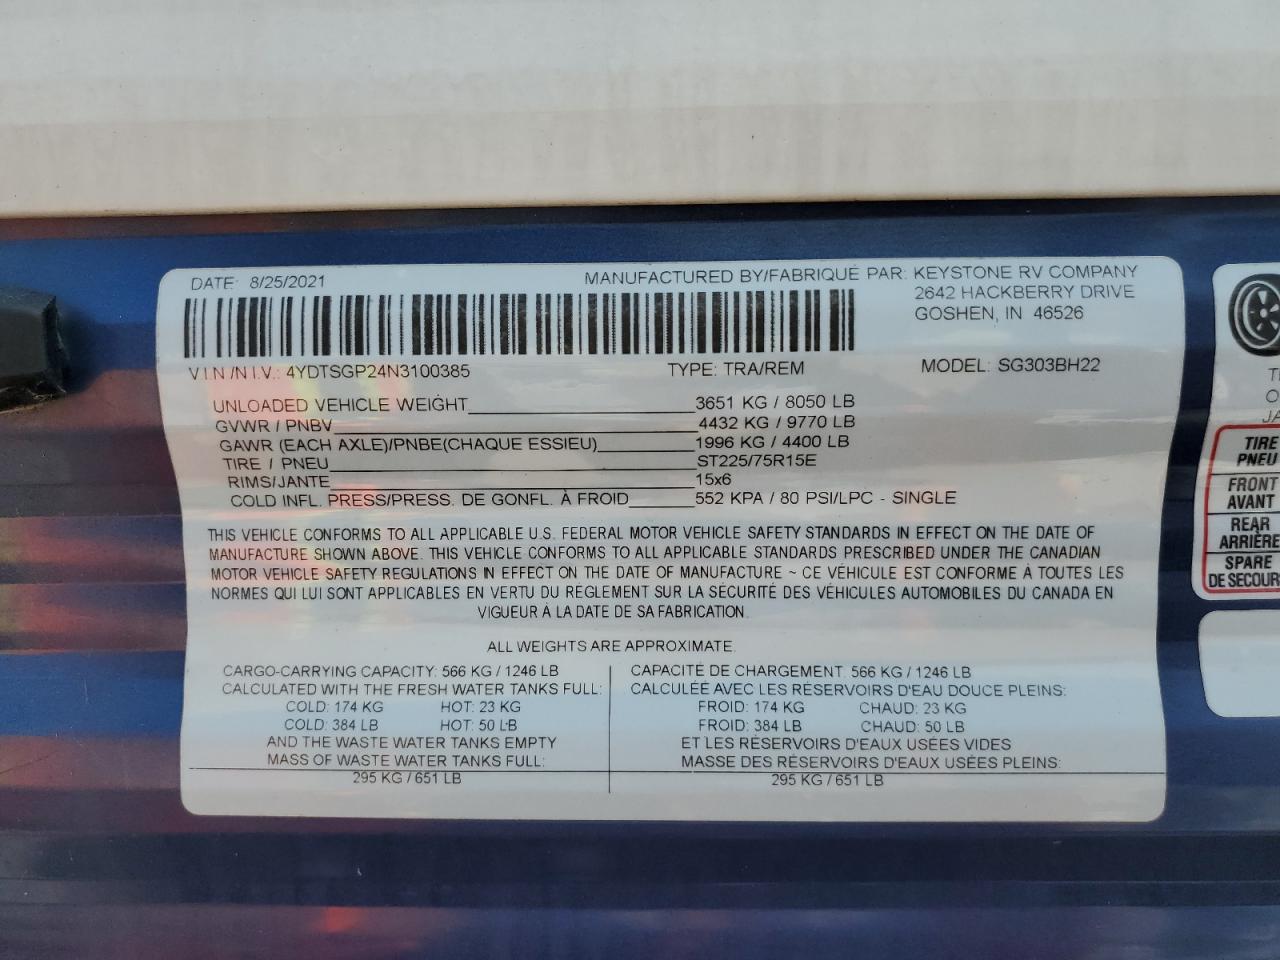 DATE: 8/25/2021
MANUFACTURED BY/FABRIQUÉ PAR: KEYSTONE RV COMPANY
2642 HACKBERRY DRIVE
GOSHEN, IN 46526
V.I.N./N.I.V.: 4YDTSGP24N3100385
TYPE: TRA/REM
MODEL: SG303BH22
UNLOADED VEHICLE WEIGHT 3651 KG / 8050 LB
GVWR / PNBV 4432 KG / 9770 LB
GAWR (EACH AXLE)/PNBE(CHAQUE ESSIEU) 1996 KG / 4400 LB
TIRE / PNEU ST225/75R15E
RIMS/JANTE 15x6
COLD INFL. PRESS/PRESS. DE GONFL. À FROID 552 KPA / 80 PSI/LPC - SINGLE
THIS VEHICLE CONFORMS TO ALL APPLICABLE U.S. FEDERAL MOTOR VEHICLE SAFETY STANDARDS IN EFFECT ON THE DATE OF
MANUFACTURE SHOWN ABOVE. THIS VEHICLE CONFORMS TO ALL APPLICABLE STANDARDS PRESCRIBED UNDER THE CANADIAN
MOTOR VEHICLE SAFETY REGULATIONS IN EFFECT ON THE DATE OF MANUFACTURE ~ CE VÉHICULE EST CONFORME À TOUTES LES
NORMES QUI LUI SONT APPLICABLES EN VERTU DU RÈGLEMENT SUR LA SÉCURITÉ DES VÉHICULES AUTOMOBILES DU CANADA EN
VIGUEUR À LA DATE DE SA FABRICATION.
ALL WEIGHTS ARE APPROXIMATE.
CARGO-CARRYING CAPACITY: 566 KG / 1246 LB
CALCULATED WITH THE FRESH WATER TANKS FULL:
COLD: 174 KG HOT: 23 KG
COLD: 384 LB HOT: 50 LB
AND THE WASTE WATER TANKS EMPTY
MASS OF WASTE WATER TANKS FULL:
295 KG / 651 LB
CAPACITÉ DE CHARGEMENT: 566 KG / 1246 LB
CALCULÉE AVEC LES RÉSERVOIRS D'EAU DOUCE PLEINS:
FROID: 174 KG CHAUD: 23 KG
FROID: 384 LB CHAUD: 50 LB
ET LES RÉSERVOIRS D'EAUX USÉES VIDES
MASSE DES RÉSERVOIRS D'EAUX USÉES PLEINS:
295 KG / 651 LB
TIRE
PNEU
FRONT
AVANT
REAR
ARRIÈRE
SPARE
DE SECOURS